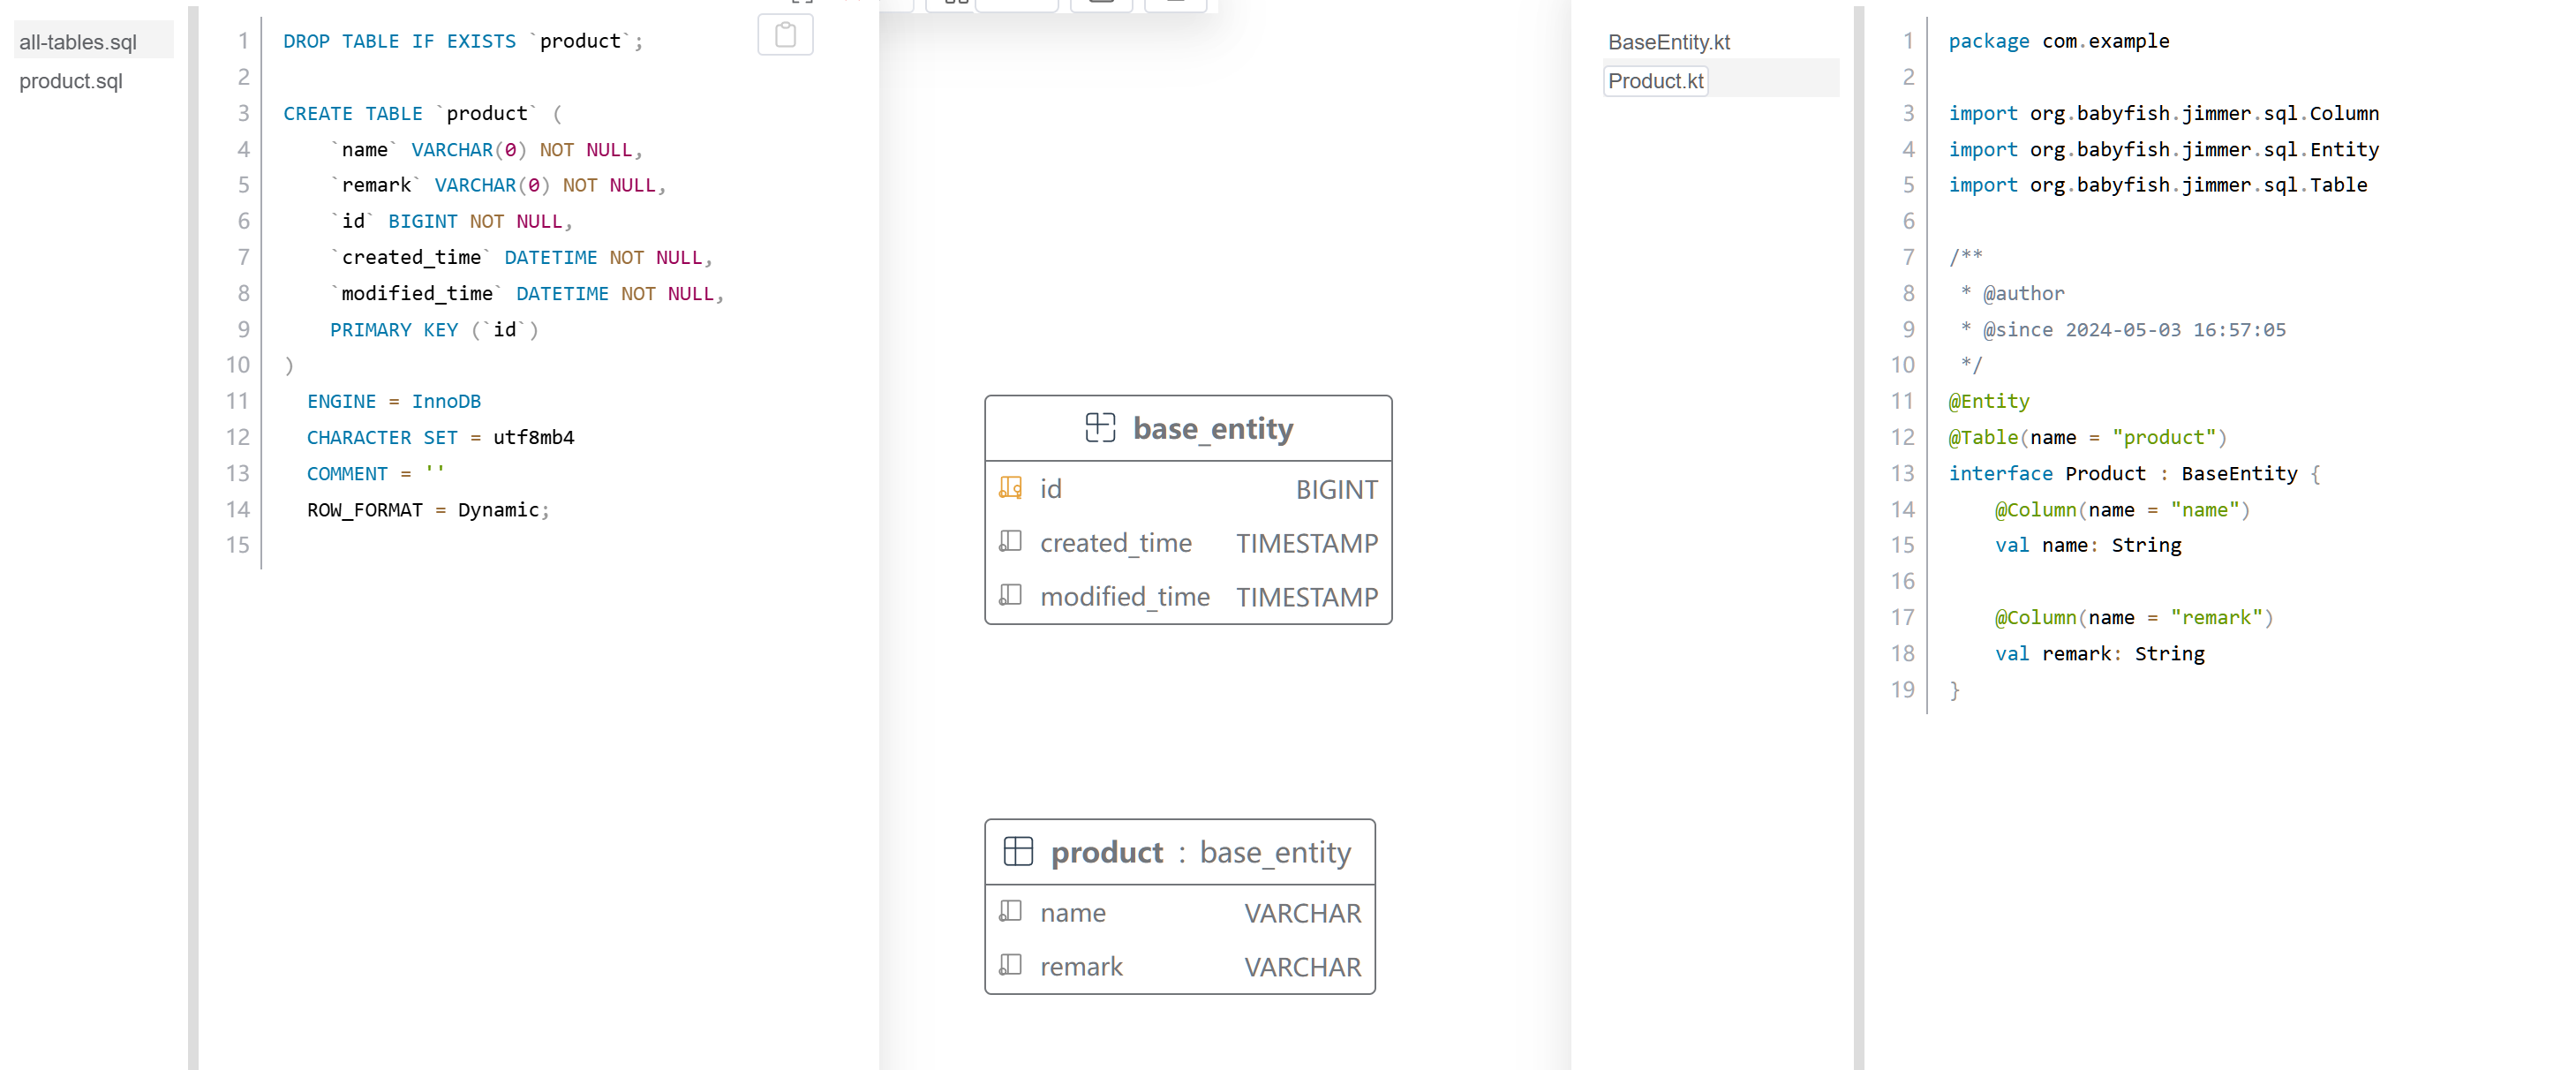 all-tables.sql
product.sql
1 DROP TABLE IF EXISTS `product`;
2
3 CREATE TABLE `product` (
4     `name` VARCHAR(0) NOT NULL,
5     `remark` VARCHAR(0) NOT NULL,
6     `id` BIGINT NOT NULL,
7     `created_time` DATETIME NOT NULL,
8     `modified_time` DATETIME NOT NULL,
9     PRIMARY KEY (`id`)
10 )
11   ENGINE = InnoDB
12   CHARACTER SET = utf8mb4
13   COMMENT = ''
14   ROW_FORMAT = Dynamic;
15
base_entity
id BIGINT
created_time TIMESTAMP
modified_time TIMESTAMP
product : base_entity
name VARCHAR
remark VARCHAR
BaseEntity.kt
Product.kt
1 package com.example
2
3 import org.babyfish.jimmer.sql.Column
4 import org.babyfish.jimmer.sql.Entity
5 import org.babyfish.jimmer.sql.Table
6
7 /**
8  * @author
9  * @since 2024-05-03 16:57:05
10  */
11 @Entity
12 @Table(name = "product")
13 interface Product : BaseEntity {
14     @Column(name = "name")
15     val name: String
16
17     @Column(name = "remark")
18     val remark: String
19 }